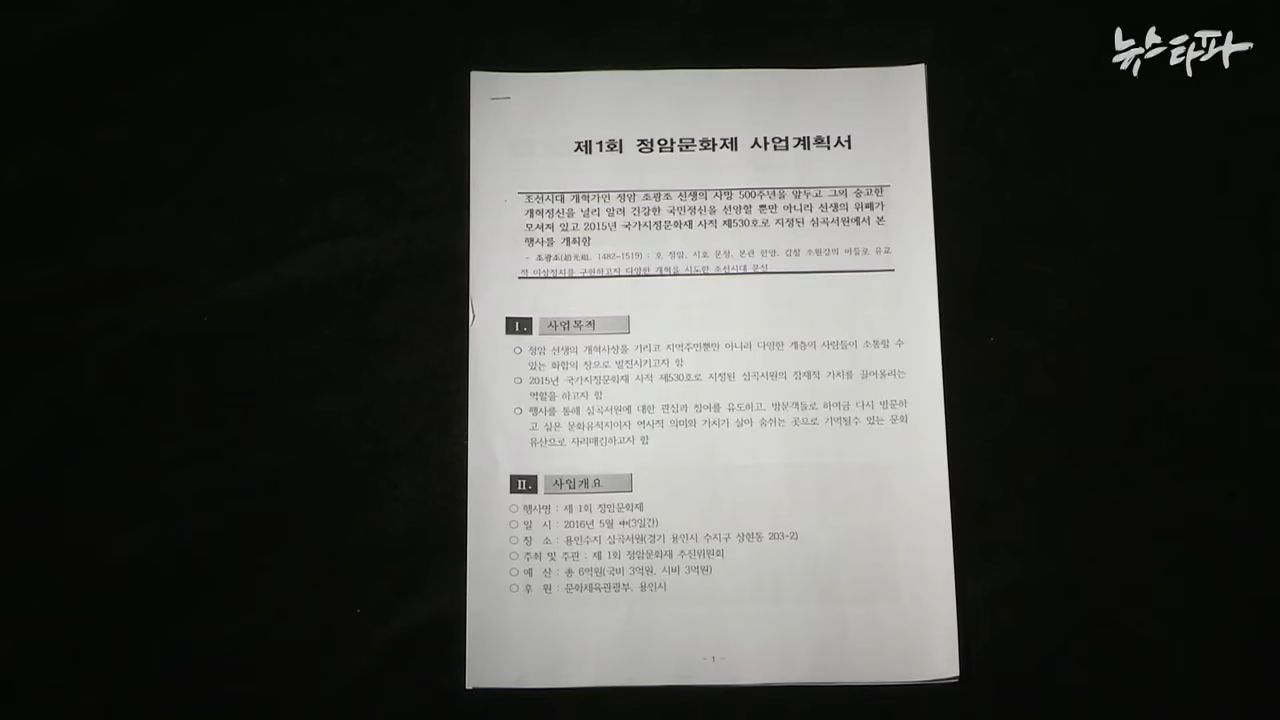 뉴스타파
제1회 정암문화제 사업계획서
조선시대 개혁가인 정암 조광조 선생의 사망 500주년을 앞두고 그의 숭고한
개혁정신을 널리 알려 건강한 국민정신을 선양할 뿐만 아니라 선생의 위폐가
모셔져 있고 2015년 국가지정문화재 사적 제530호로 지정된 심곡서원에서 본
행사를 개최함
- 조광조(趙光祖, 1482~1519) : 호 정암, 시호 문정, 본관 한양, 감찰 조원강의 아들로 유교
적 이상정치를 구현하고자 다양한 개혁을 시도한 조선시대 문신
Ⅰ. 사업목적
○ 정암 선생의 개혁사상을 기리고 지역주민뿐만 아니라 다양한 계층의 사람들이 소통할 수
있는 화합의 장으로 발전시키고자 함
○ 2015년 국가지정문화재 사적 제530호로 지정된 심곡서원의 잠재적 가치를 끌어올리는
역할을 하고자 함
○ 행사를 통해 심곡서원에 대한 관심과 참여를 유도하고, 방문객들로 하여금 다시 방문하
고 싶은 문화유적지이자 역사적 의미와 가치가 살아 숨쉬는 곳으로 기억될수 있는 문화
유산으로 자리매김하고자 함
Ⅱ. 사업개요
○ 행사명 : 제 1회 정암문화제
○ 일 시 : 2016년 5월 中(3일간)
○ 장 소 : 용인수지 심곡서원(경기 용인시 수지구 상현동 203-2)
○ 주최 및 주관 : 제 1회 정암문화재 추진위원회
○ 예 산 : 총 6억원(국비 3억원, 시비 3억원)
○ 후 원 : 문화체육관광부, 용인시
- 1 -